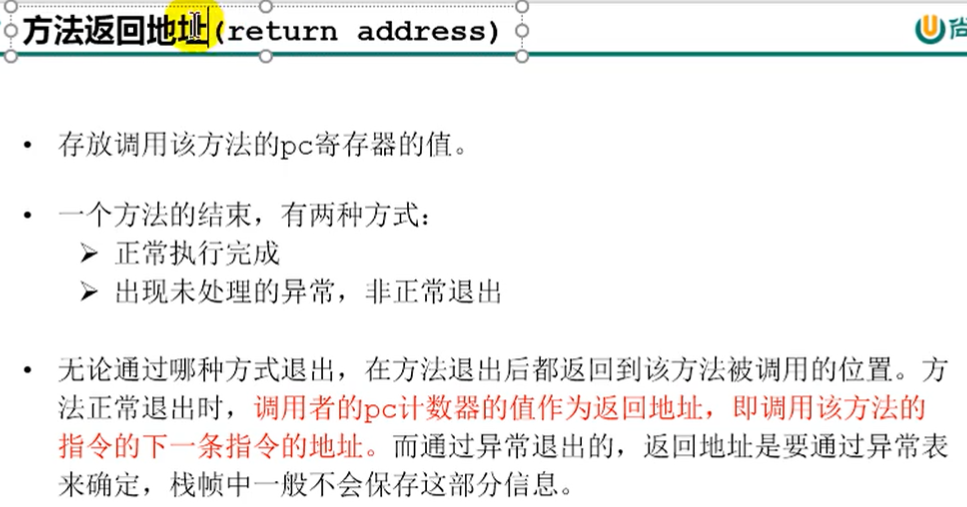 方法返回地址(return address)
尚
• 存放调用该方法的pc寄存器的值。
• 一个方法的结束，有两种方式：
➢ 正常执行完成
➢ 出现未处理的异常，非正常退出
• 无论通过哪种方式退出，在方法退出后都返回到该方法被调用的位置。方
法正常退出时，调用者的pc计数器的值作为返回地址，即调用该方法的
指令的下一条指令的地址。而通过异常退出的，返回地址是要通过异常表
来确定，栈帧中一般不会保存这部分信息。